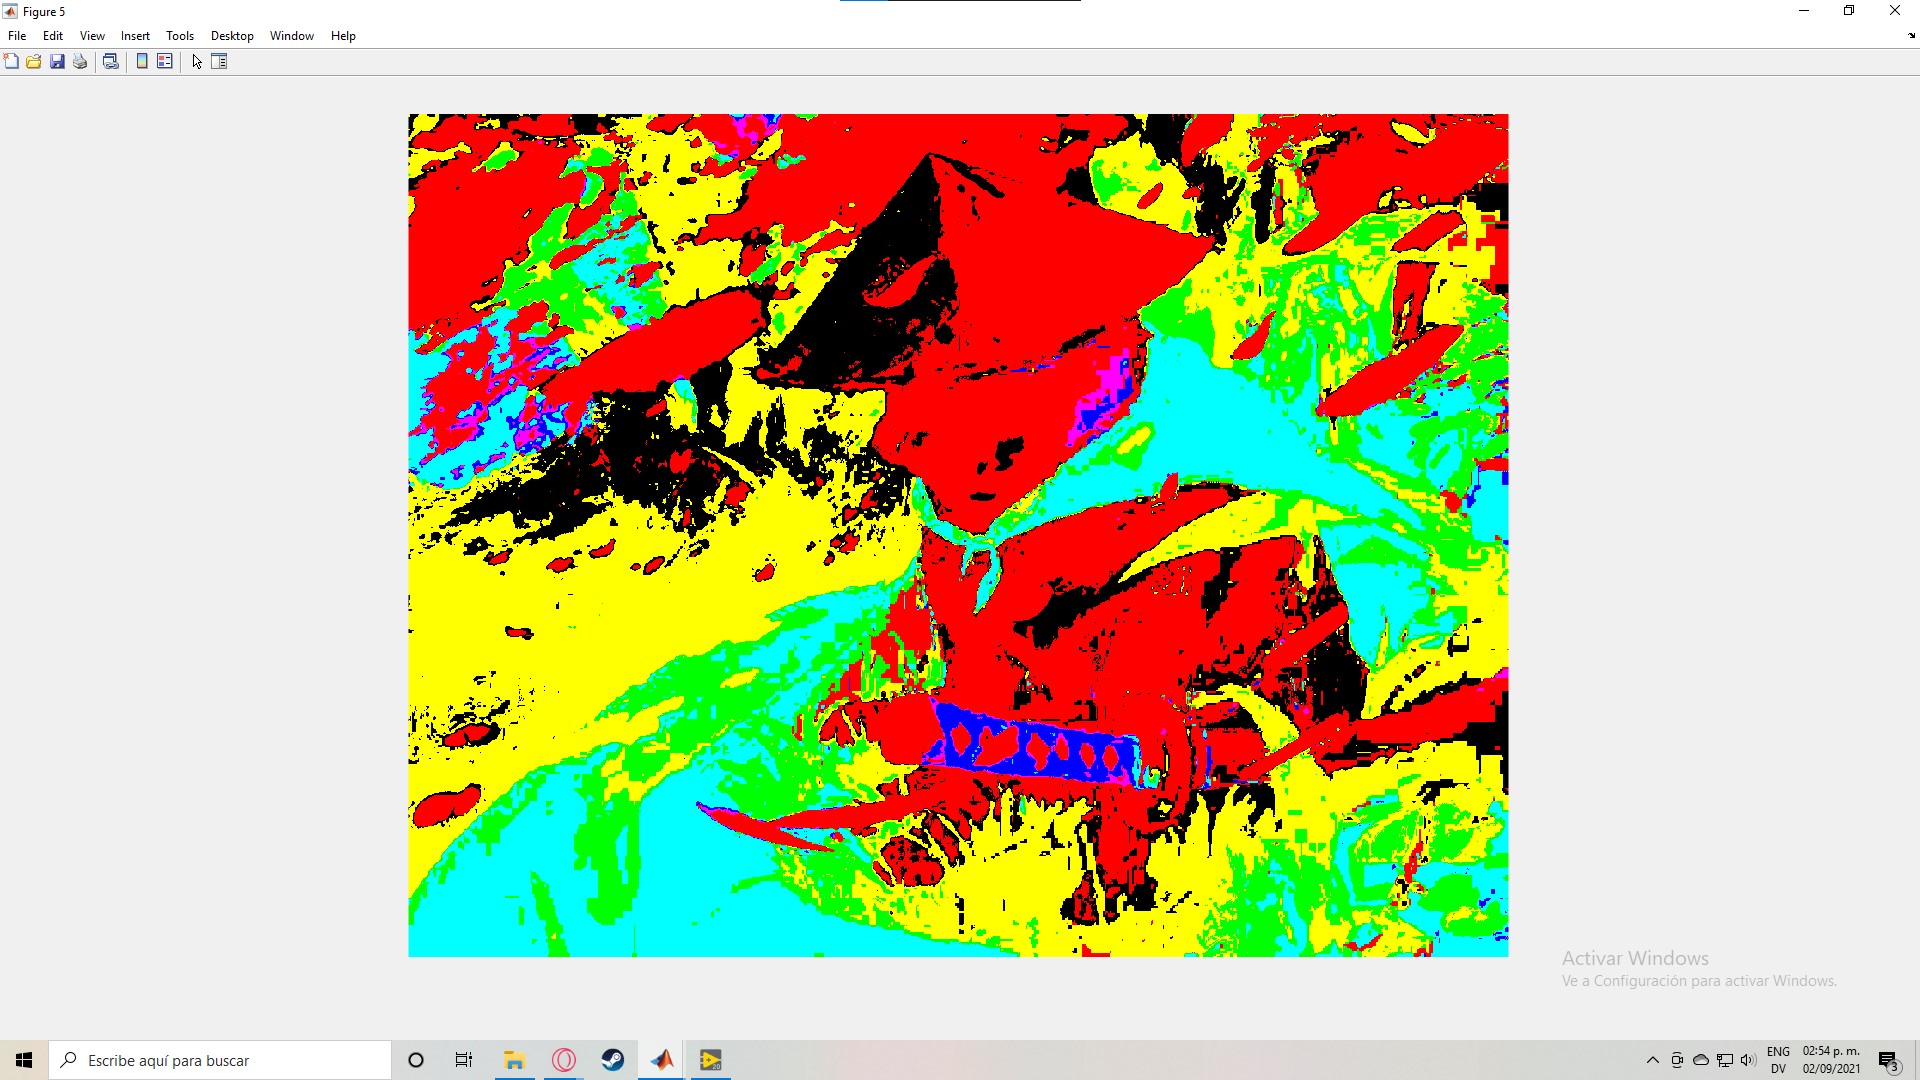 Figure 5
File Edit View Insert Tools Desktop Window Help
Activar Windows
Ve a Configuración para activar Windows.
Escribe aquí para buscar
ENG 02:54 p. m.
DV 02/09/2021
3